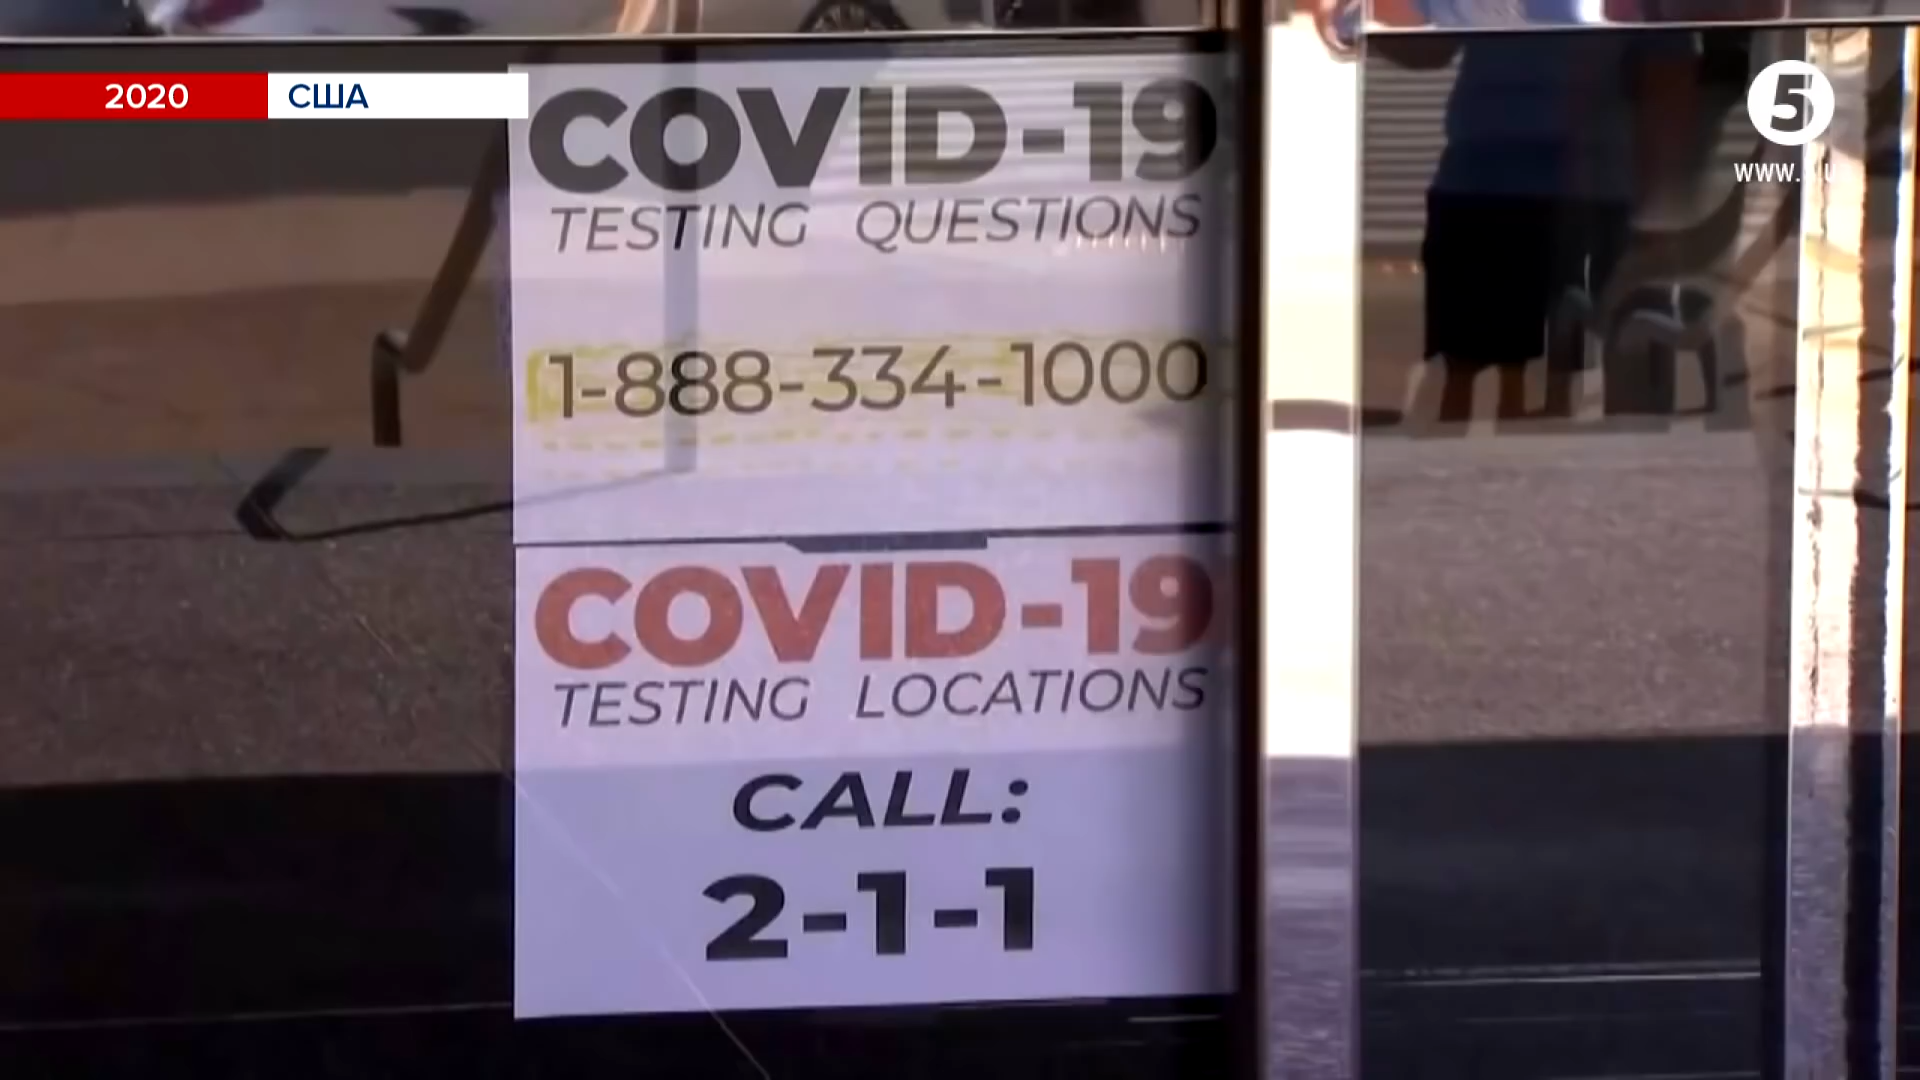 2020 США
5
COVID-19
TESTING QUESTIONS
1-888-334-1000
COVID-19
TESTING LOCATIONS
CALL:
2-1-1